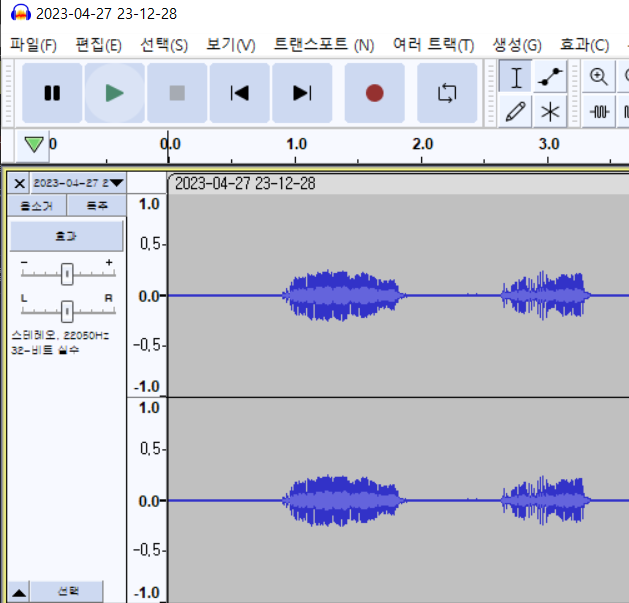 2023-04-27 23-12-28
파일(F) 편집(E) 선택(S) 보기(V) 트랜스포트 (N) 여러 트랙(T) 생성(G) 효과(C)
0 0.0 1.0 2.0 3.0
2023-04-27 2
2023-04-27 23-12-28
음소거 독주
효과
- +
L R
스테레오, 22050Hz
32-비트 실수
1.0
0.5-
0.0-
-0.5-
-1.0
1.0
0.5-
0.0-
-0.5-
-1.0
선택